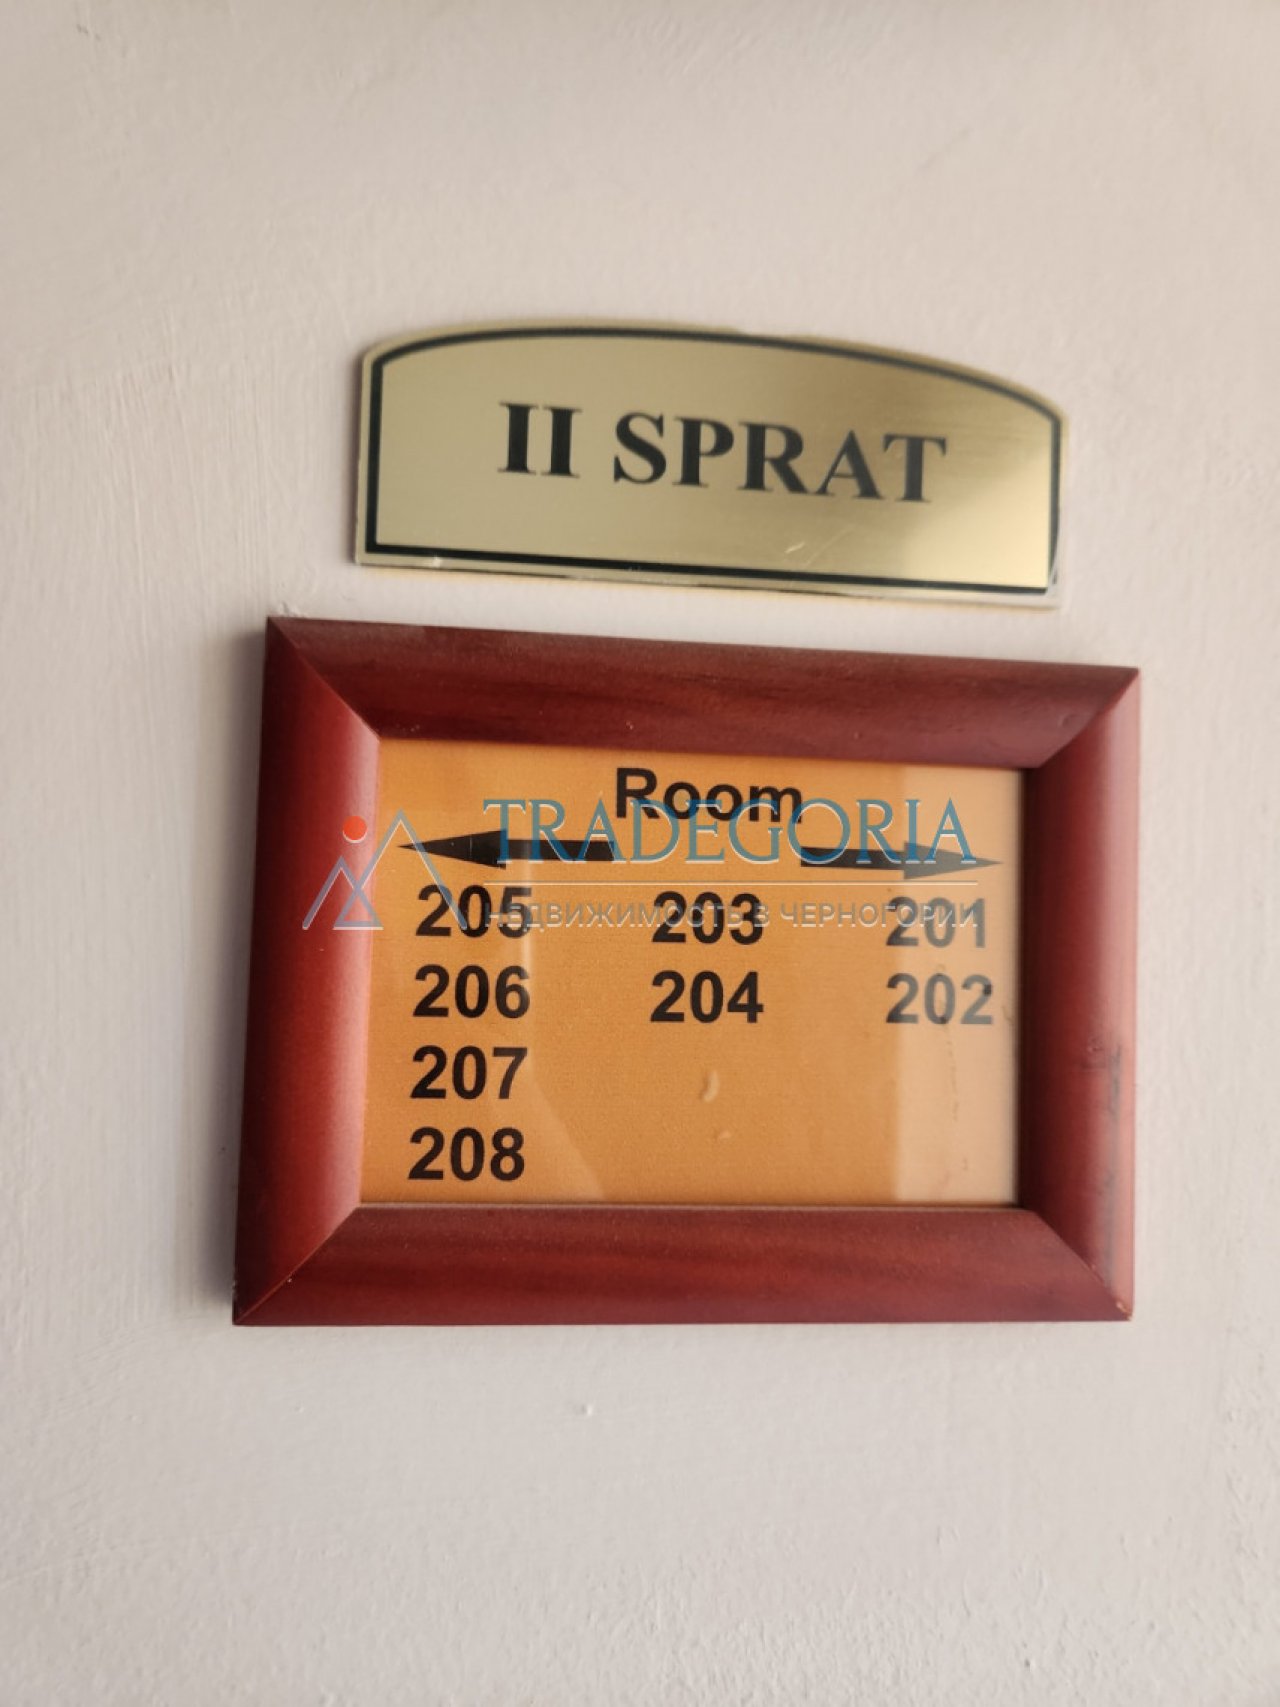 II SPRAT
Room
TRADEGORIA
НЕДВИЖИМОСТЬ В ЧЕРНОГОРИИ
205 203 201
206 204 202
207
208